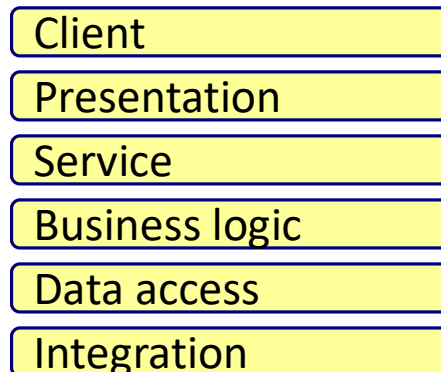 Client
Presentation
Service
Business logic
Data access
Integration